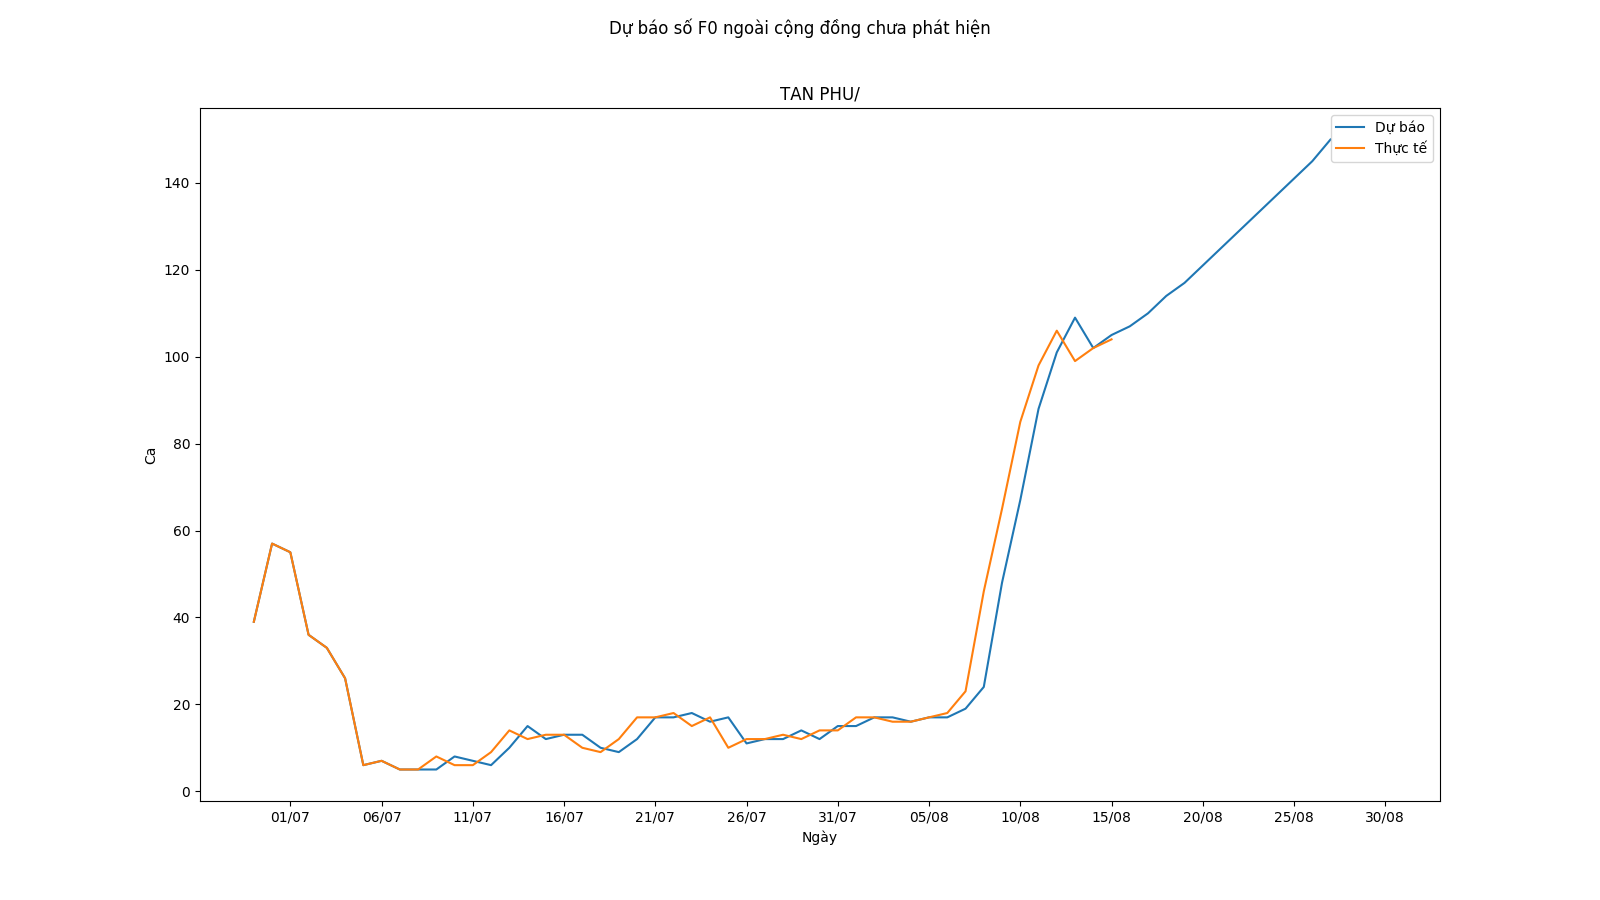 Dự báo số F0 ngoài cộng đồng chưa phát hiện
TAN PHU/
Dự báo
Thực tế
140
120
100
80
60
40
20
0
Ca
01/07 06/07 11/07 16/07 21/07 26/07 31/07 05/08 10/08 15/08 20/08 25/08 30/08
Ngày